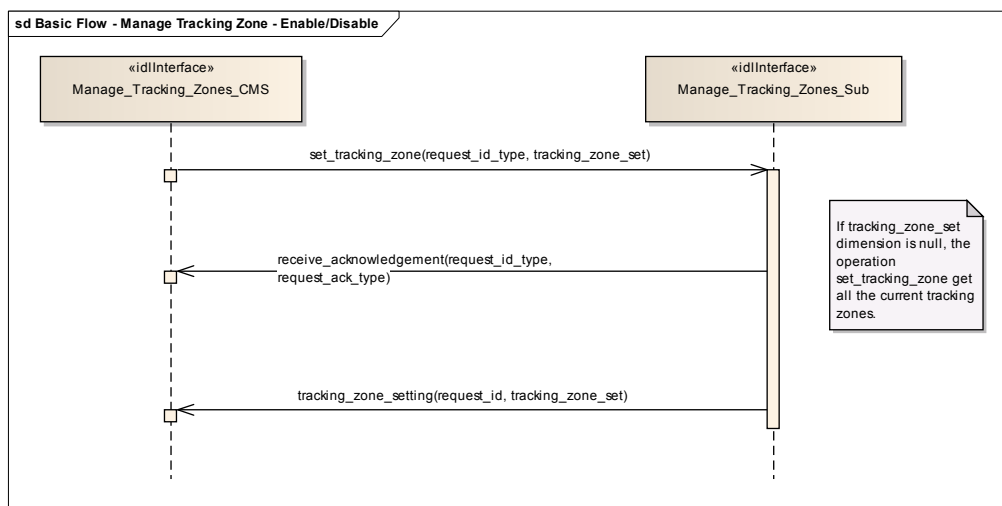 sd Basic Flow - Manage Tracking Zone - Enable/Disable
«idlInterface»
Manage_Tracking_Zones_CMS
«idlInterface»
Manage_Tracking_Zones_Sub
set_tracking_zone(request_id_type, tracking_zone_set)
If tracking_zone_set
dimension is null, the
operation
set_tracking_zone get
all the current tracking
zones.
receive_acknowledgement(request_id_type,
request_ack_type)
tracking_zone_setting(request_id, tracking_zone_set)